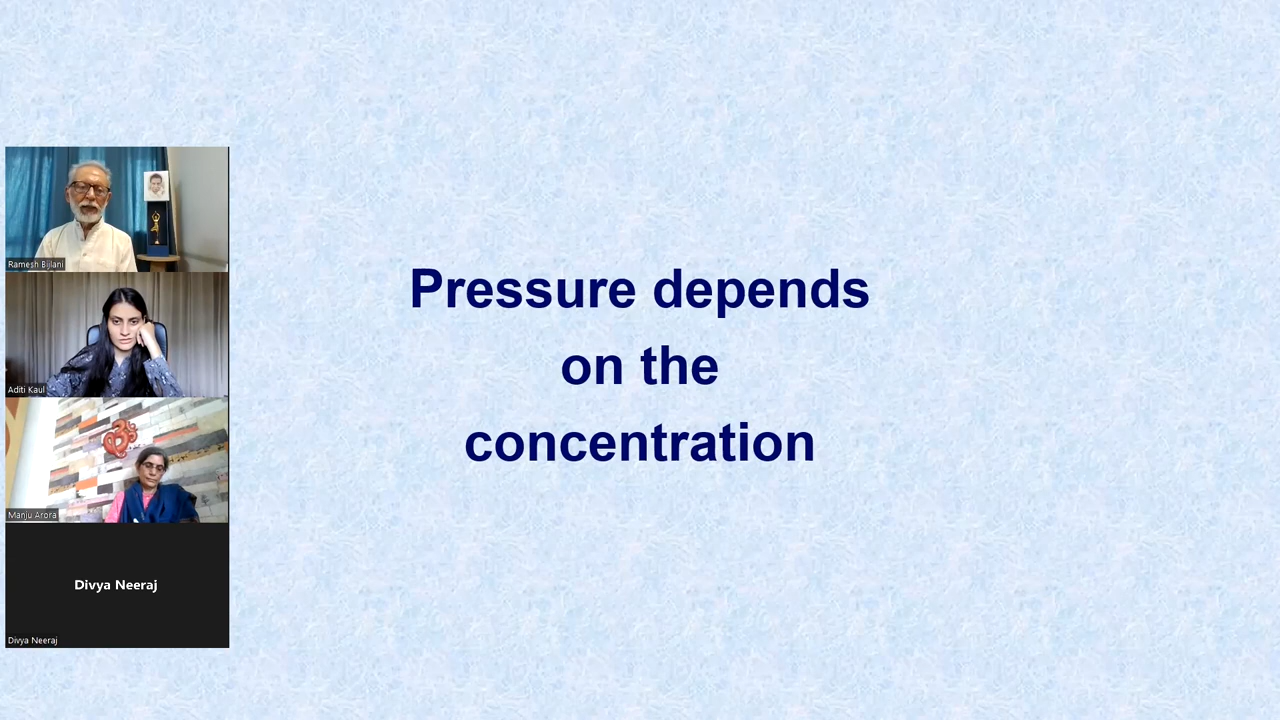 Ramesh Bijlani
Aditi Kaul
Manju Arora
Divya Neeraj
Divya Neeraj
Pressure depends
on the
concentration